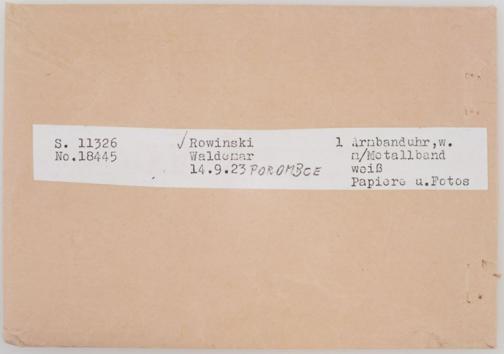 S. 11326 ✓Rowinski 1 Armbanduhr,w.
No.18445 Waldemar m/Metallband
14.9.23 POROMBCE weiß
Papiere u.Fotos